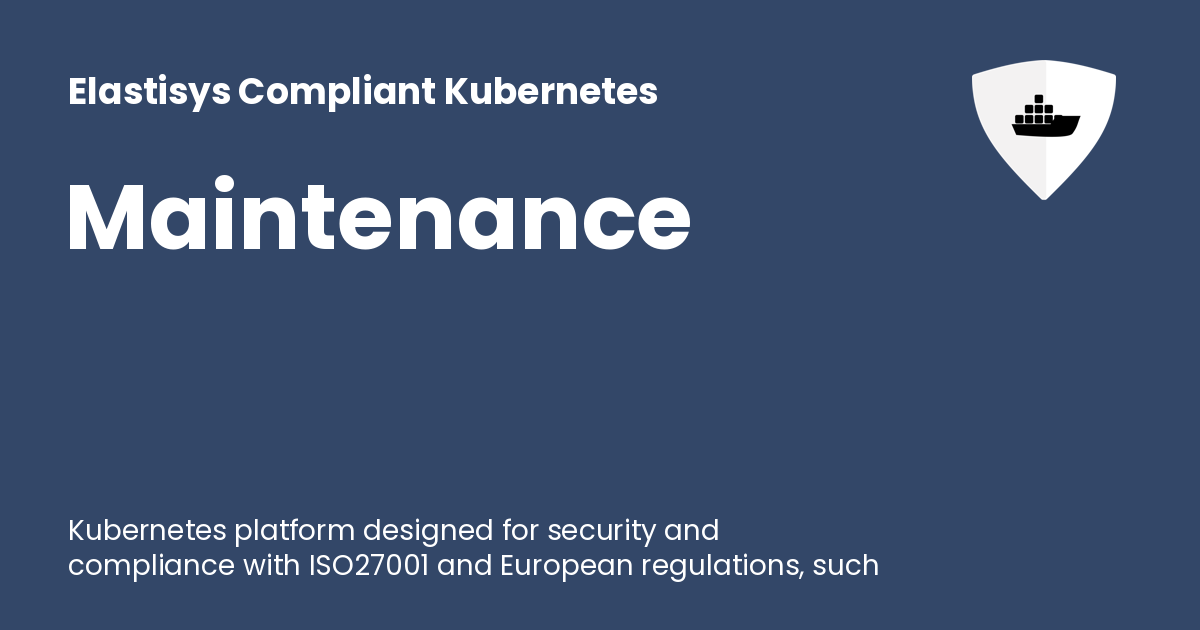 Elastisys Compliant Kubernetes
Maintenance
Kubernetes platform designed for security and
compliance with ISO27001 and European regulations, such